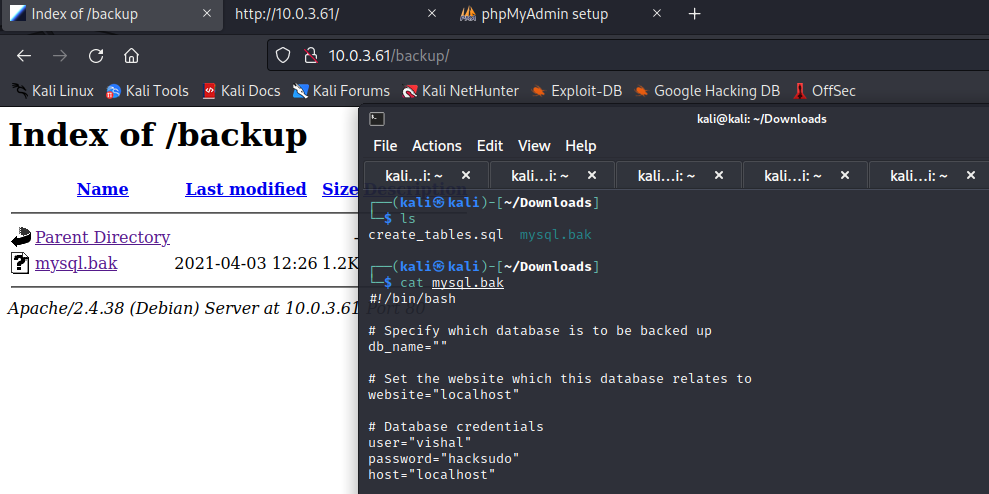 Index of /backup × http://10.0.3.61/ × phpMyAdmin setup × +
10.0.3.61/backup/
Kali Linux Kali Tools Kali Docs Kali Forums Kali NetHunter Exploit-DB Google Hacking DB OffSec
Index of /backup
Name Last modified Size Description
Parent Directory -
mysql.bak 2021-04-03 12:26 1.2K
Apache/2.4.38 (Debian) Server at 10.0.3.61 Port 80
kali@kali: ~/Downloads
File Actions Edit View Help
kali...i: ~ × kali...i: ~ × kali...i: ~ × kali...i: ~ × kali...i: ~ ×
┌──(kali㉿kali)-[~/Downloads]
└─$ ls
create_tables.sql mysql.bak
┌──(kali㉿kali)-[~/Downloads]
└─$ cat mysql.bak
#!/bin/bash
# Specify which database is to be backed up
db_name=""
# Set the website which this database relates to
website="localhost"
# Database credentials
user="vishal"
password="hacksudo"
host="localhost"